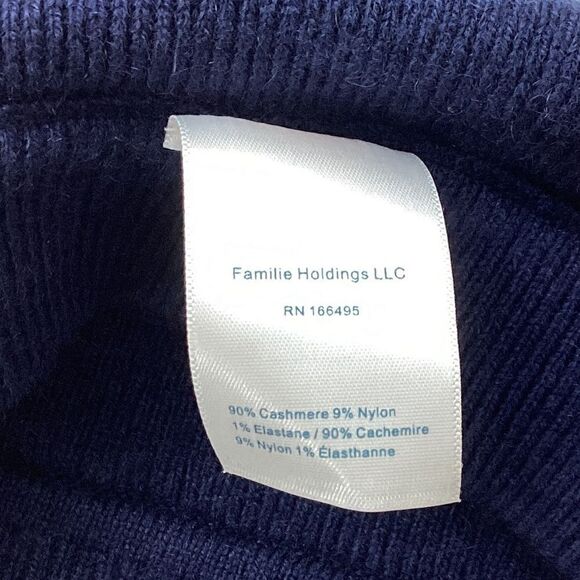 Familie Holdings LLC
RN 166495
90% Cashmere 9% Nylon
1% Elastane / 90% Cachemire
9% Nylon 1% Élasthanne